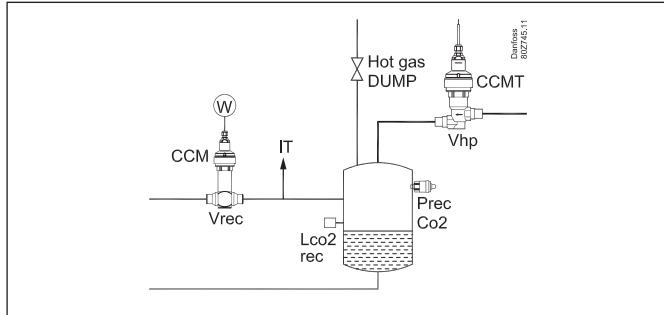 Danfoss
80Z745.11
Hot gas
DUMP
CCMT
W
CCM
IT
Vhp
Vrec
Prec
Co2
Lco2
rec